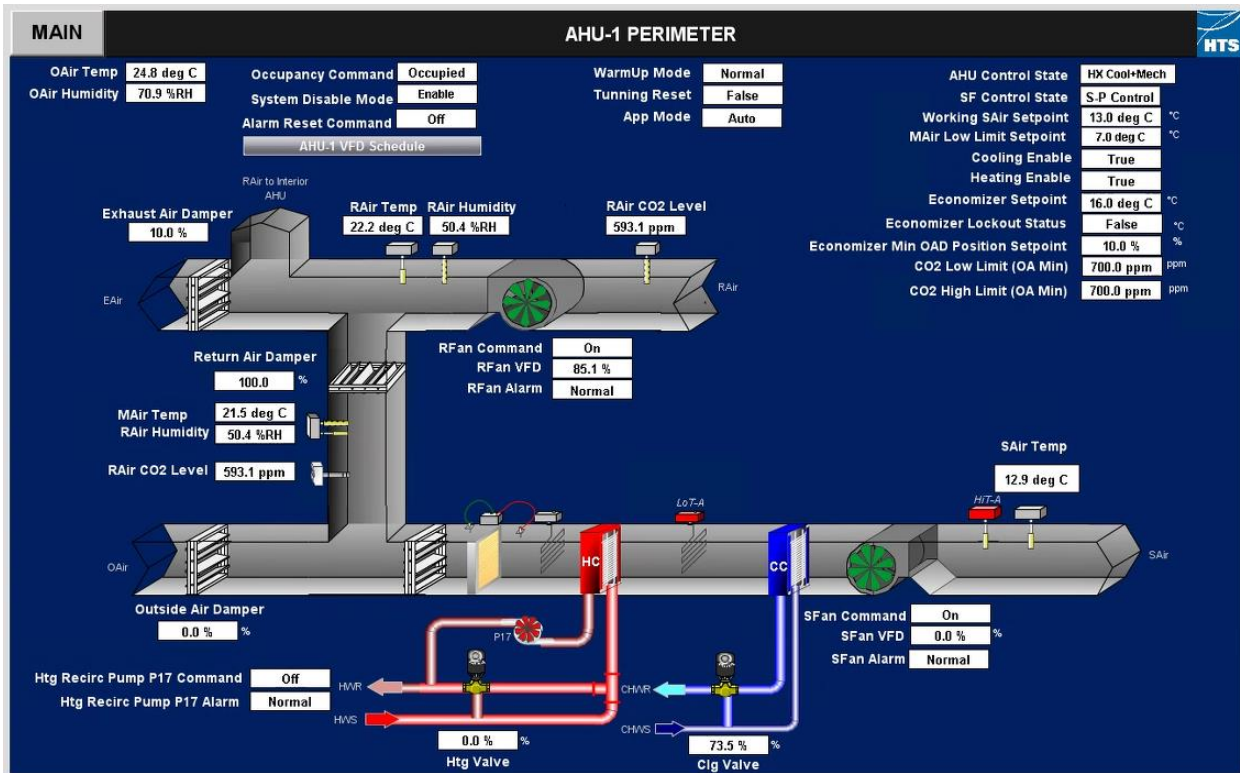 MAIN
AHU-1 PERIMETER
HTS
OAir Temp 24.8 deg C
OAir Humidity 70.9 %RH
Occupancy Command Occupied
System Disable Mode Enable
Alarm Reset Command Off
AHU-1 VFD Schedule
WarmUp Mode Normal
Tunning Reset False
App Mode Auto
AHU Control State HX Cool+Mech
SF Control State S-P Control
Working SAir Setpoint 13.0 deg C °C
MAir Low Limit Setpoint 7.0 deg C °C
Cooling Enable True
Heating Enable True
Economizer Setpoint 16.0 deg C °C
Economizer Lockout Status False °C
Economizer Min OAD Position Setpoint 10.0 % %
CO2 Low Limit (OA Min) 700.0 ppm ppm
CO2 High Limit (OA Min) 700.0 ppm ppm
RAir to Interior
AHU
Exhaust Air Damper
10.0 %
RAir Temp
22.2 deg C
RAir Humidity
50.4 %RH
RAir CO2 Level
593.1 ppm
EAir
RAir
RFan Command On
RFan VFD 85.1 %
RFan Alarm Normal
Return Air Damper
100.0 %
MAir Temp 21.5 deg C
RAir Humidity 50.4 %RH
RAir CO2 Level 593.1 ppm
SAir Temp
12.9 deg C
LoT-A
HiT-A
HC
CC
OAir
SAir
Outside Air Damper
0.0 % %
P17
SFan Command On
SFan VFD 0.0 % %
SFan Alarm Normal
Htg Recirc Pump P17 Command Off
Htg Recirc Pump P17 Alarm Normal
HWR
HWS
CHWR
CHWS
0.0 % %
Htg Valve
73.5 % %
Clg Valve